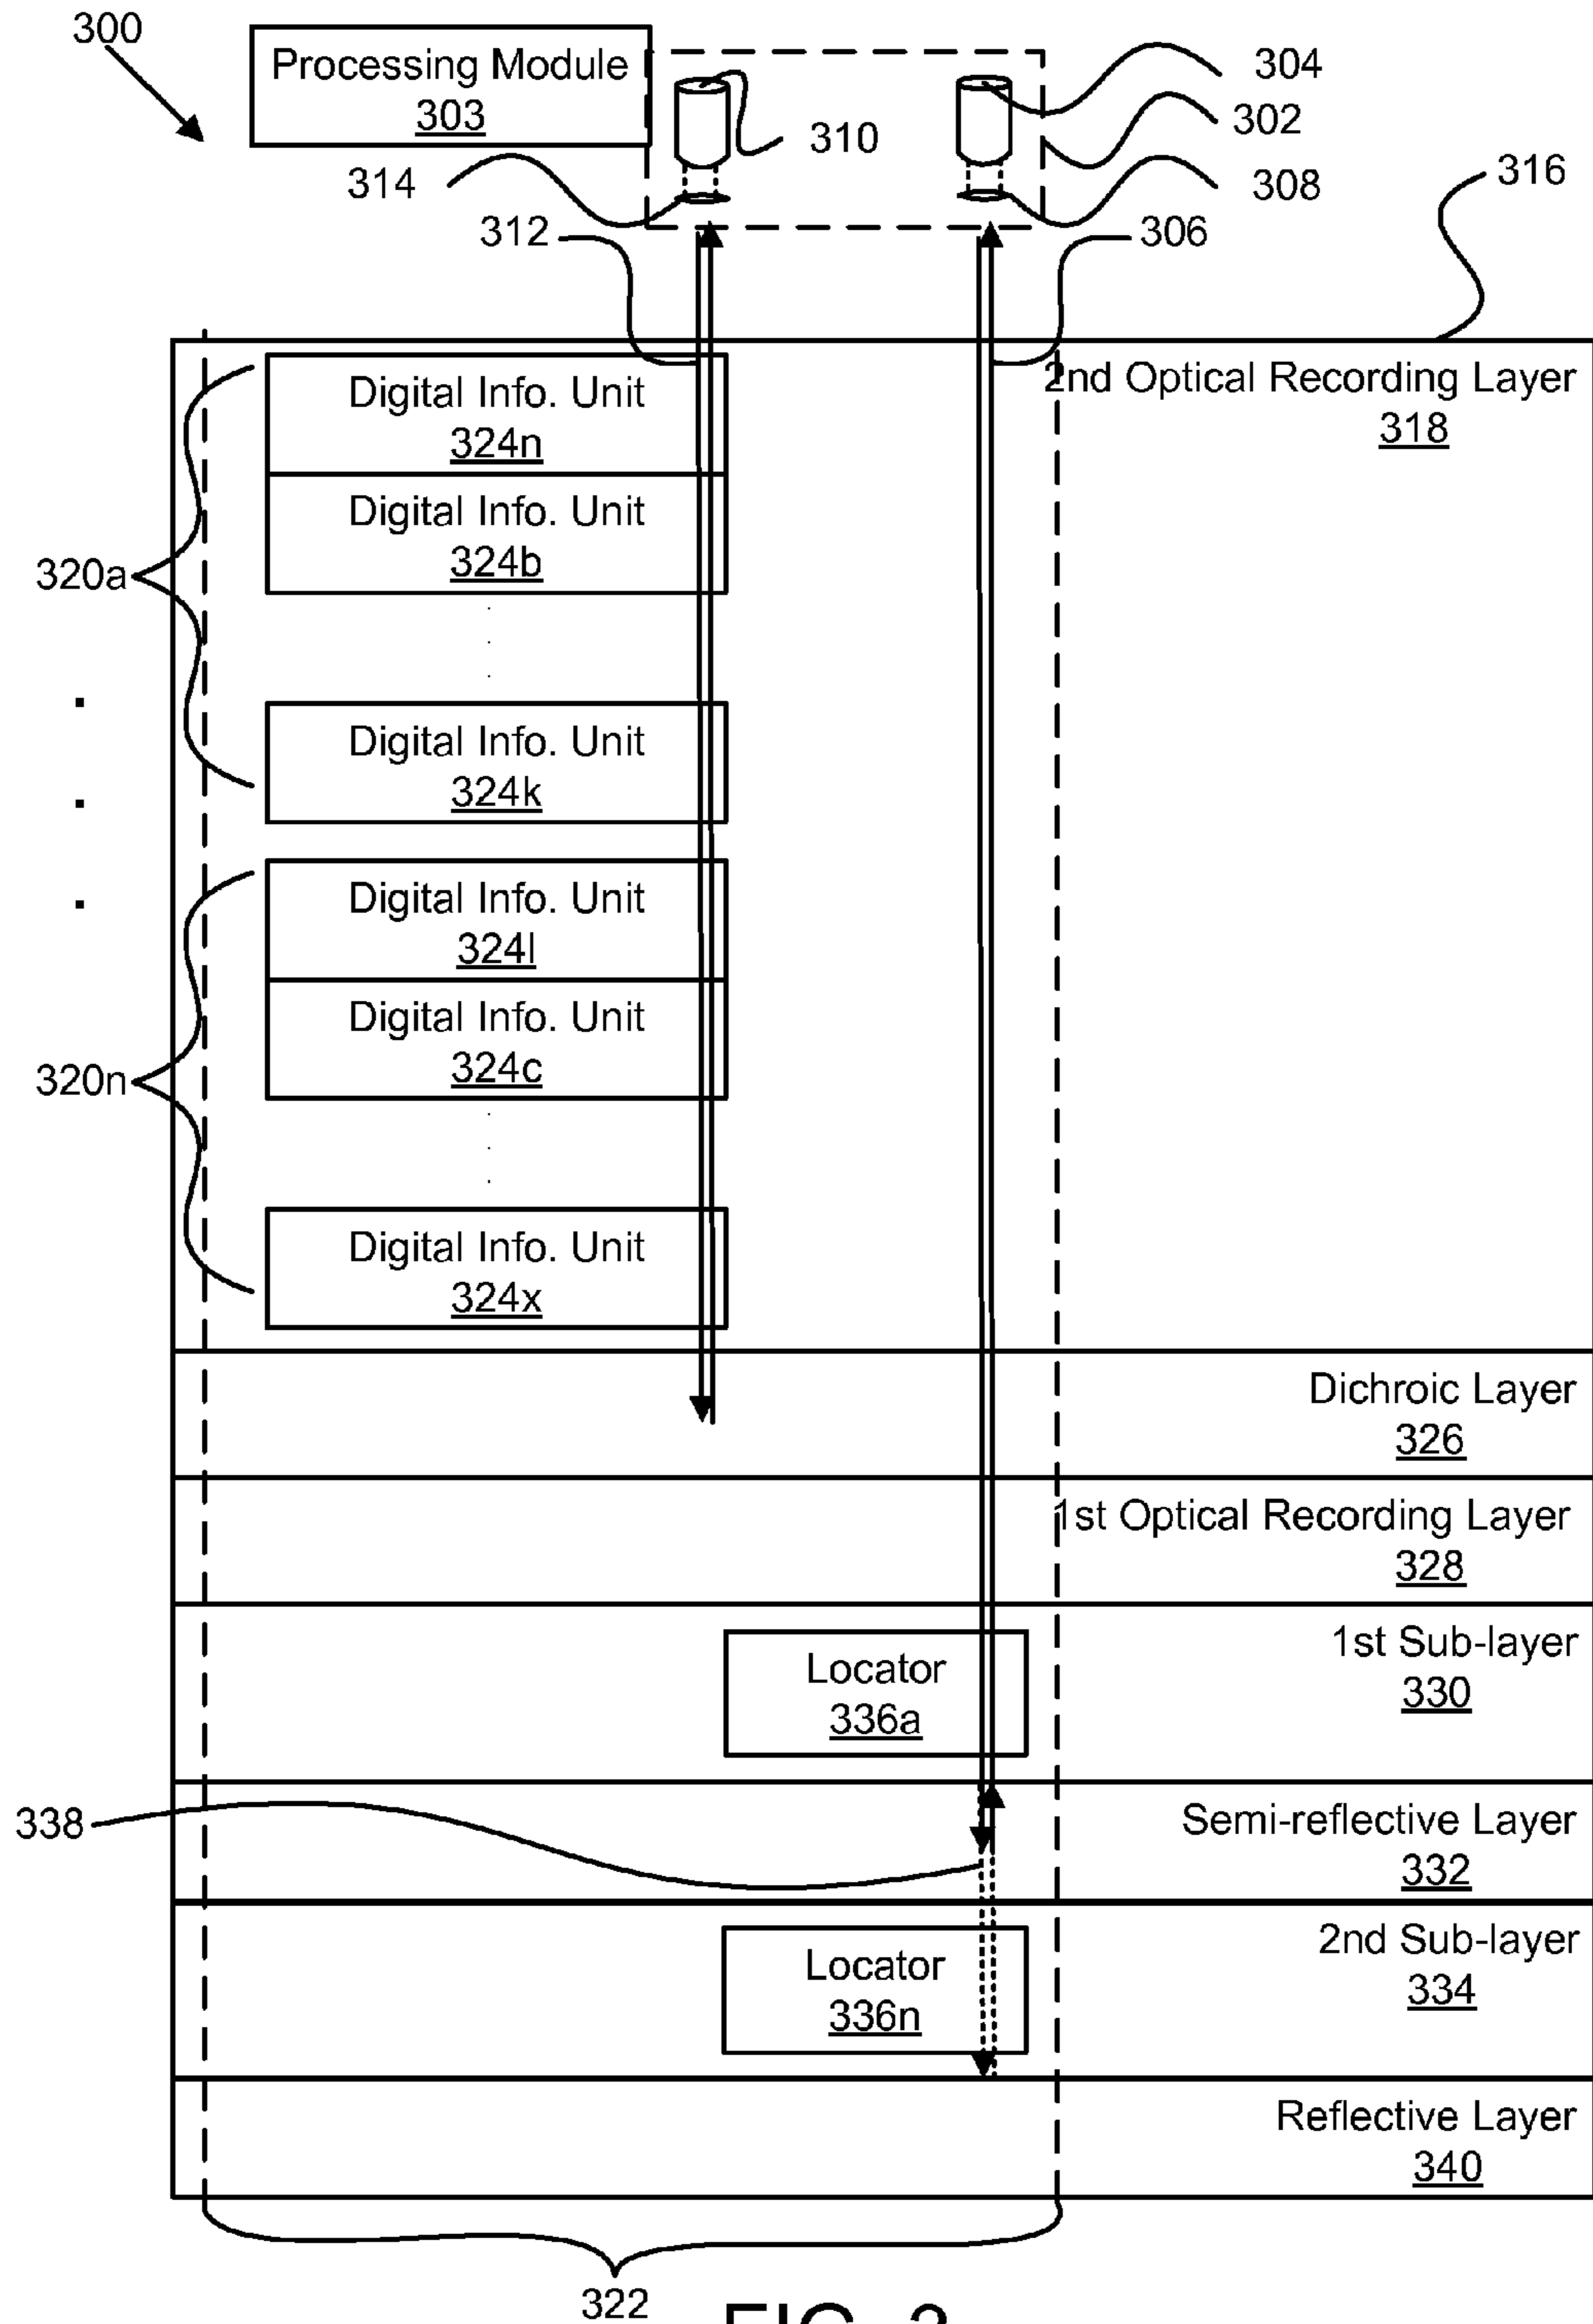 300
Processing Module
303
304
302
310
314
308
316
312
306
Digital Info. Unit
324n
2nd Optical Recording Layer
318
Digital Info. Unit
324b
320a
Digital Info. Unit
324k
Digital Info. Unit
324l
Digital Info. Unit
324c
320n
Digital Info. Unit
324x
Dichroic Layer
326
1st Optical Recording Layer
328
1st Sub-layer
330
Locator
336a
338
Semi-reflective Layer
332
2nd Sub-layer
334
Locator
336n
Reflective Layer
340
322